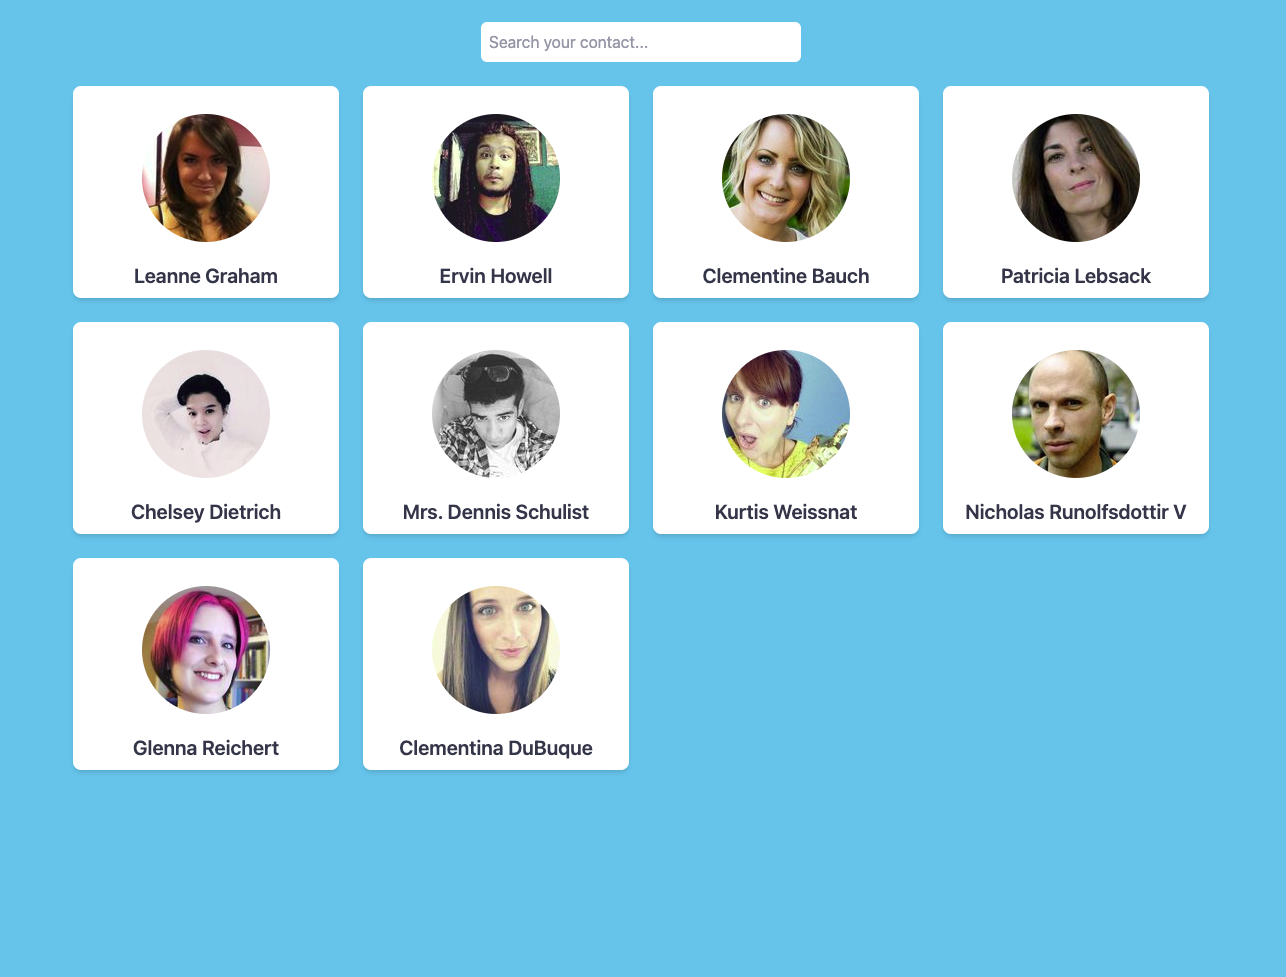 Search your contact...
Leanne Graham
Ervin Howell
Clementine Bauch
Patricia Lebsack
Chelsey Dietrich
Mrs. Dennis Schulist
Kurtis Weissnat
Nicholas Runolfsdottir V
Glenna Reichert
Clementina DuBuque